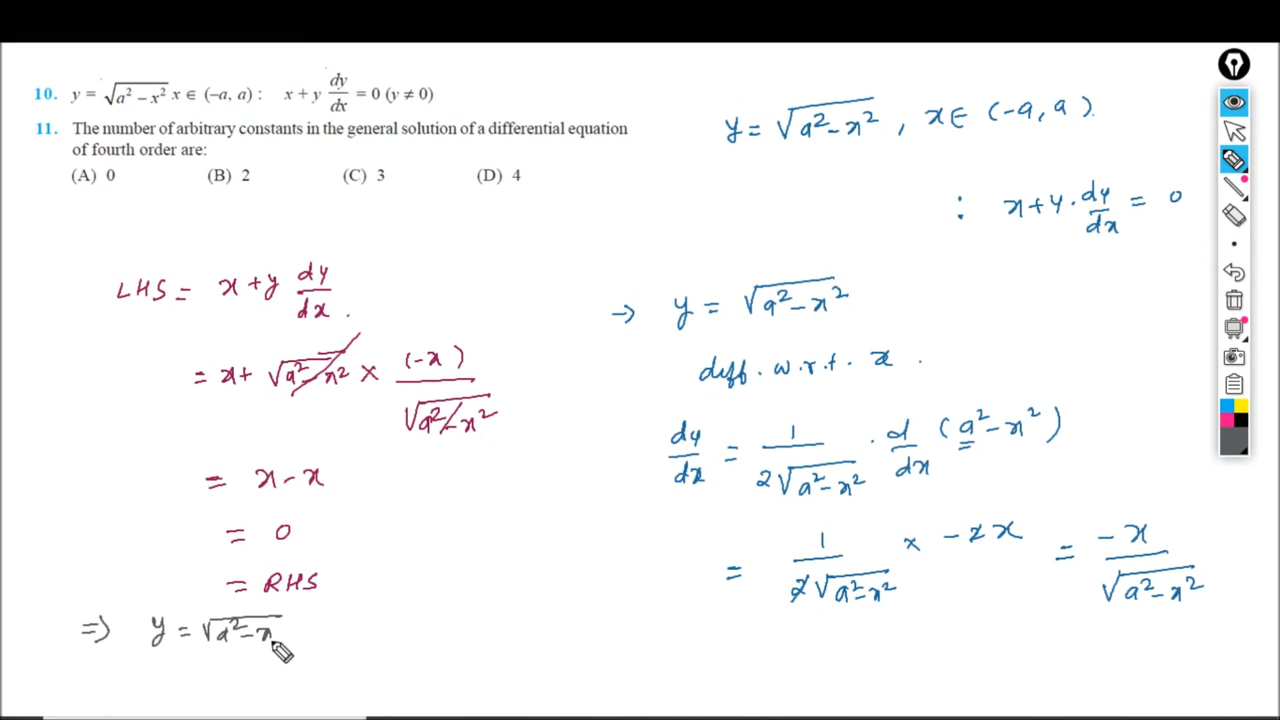 10. y = √(a² – x²) x ∈ (–a, a) : x + y dy/dx = 0 (y ≠ 0)
11. The number of arbitrary constants in the general solution of a differential equation
of fourth order are:
(A) 0 (B) 2 (C) 3 (D) 4
y = √(a² – x²) , x ∈ (–a, a).
: x + y . dy/dx = 0
LHS = x + y dy/dx .
= x + √(a² – x²) × (–x)/√(a² – x²)
= x – x
= 0
= RHS
⇒ y = √(a² – x
→ y = √(a² – x²)
diff. w.r.t. x .
dy/dx = 1/(2√(a² – x²)) . d/dx (a² – x²)
= 1/(2√(a² – x²)) × –2x = –x/√(a² – x²)